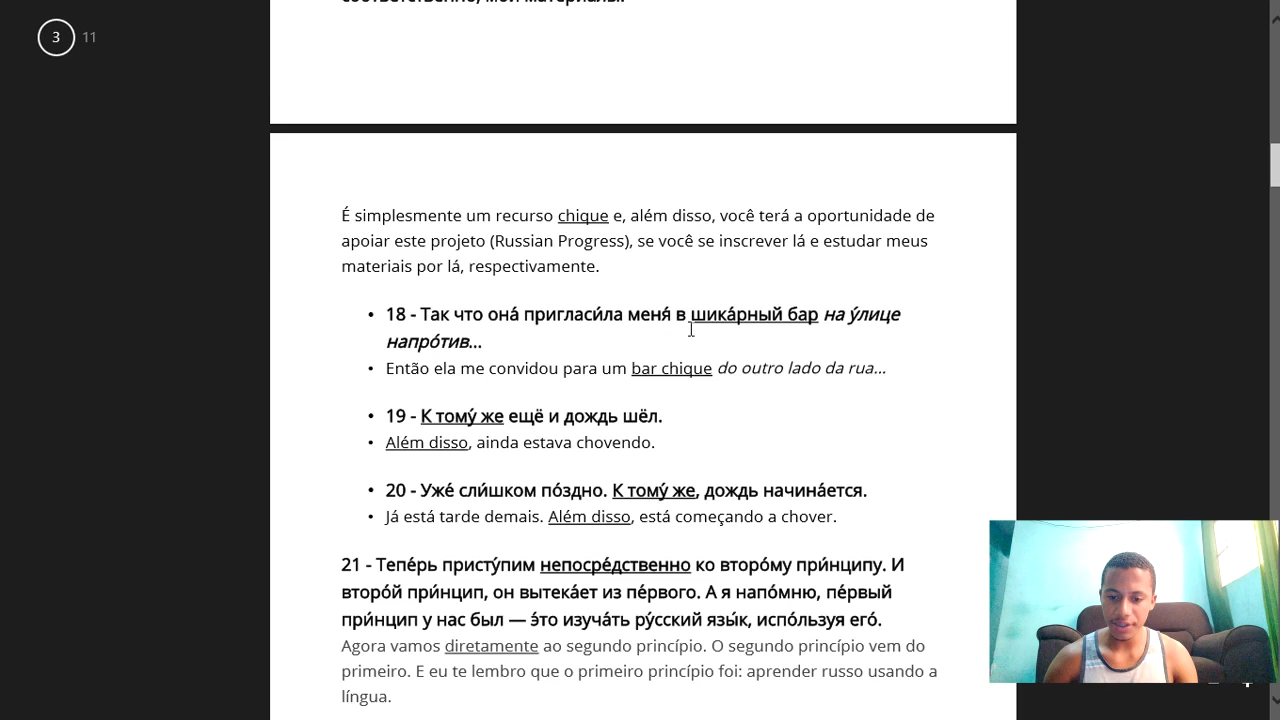 соответственно, мои материалы.
3 11
É simplesmente um recurso chique e, além disso, você terá a oportunidade de
apoiar este projeto (Russian Progress), se você se inscrever lá e estudar meus
materiais por lá, respectivamente.
• 18 - Так что она́ пригласи́ла меня́ в шика́рный бар на у́лице
напро́тив...
• Então ela me convidou para um bar chique do outro lado da rua...
• 19 - К тому́ же ещё и дождь шёл.
• Além disso, ainda estava chovendo.
• 20 - Уже́ сли́шком по́здно. К тому́ же, дождь начина́ется.
• Já está tarde demais. Além disso, está começando a chover.
21 - Тепе́рь присту́пим непосре́дственно ко второ́му при́нципу. И
второ́й при́нцип, он вытека́ет из пе́рвого. А я напо́мню, пе́рвый
при́нцип у нас был — э́то изуча́ть ру́сский язы́к, испо́льзуя его́.
Agora vamos diretamente ao segundo princípio. O segundo princípio vem do
primeiro. E eu te lembro que o primeiro princípio foi: aprender russo usando a
língua.